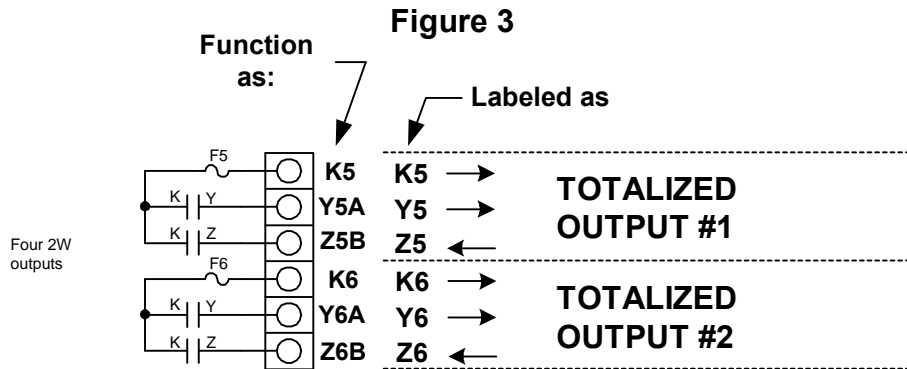 Figure 3
Function
as:
Labeled as
F5
K5 K5
TOTALIZED
OUTPUT #1
K Y
Y5A Y5
K Z
Z5B Z5
Four 2W
outputs
F6
K6 K6
TOTALIZED
OUTPUT #2
K Y
Y6A Y6
K Z
Z6B Z6